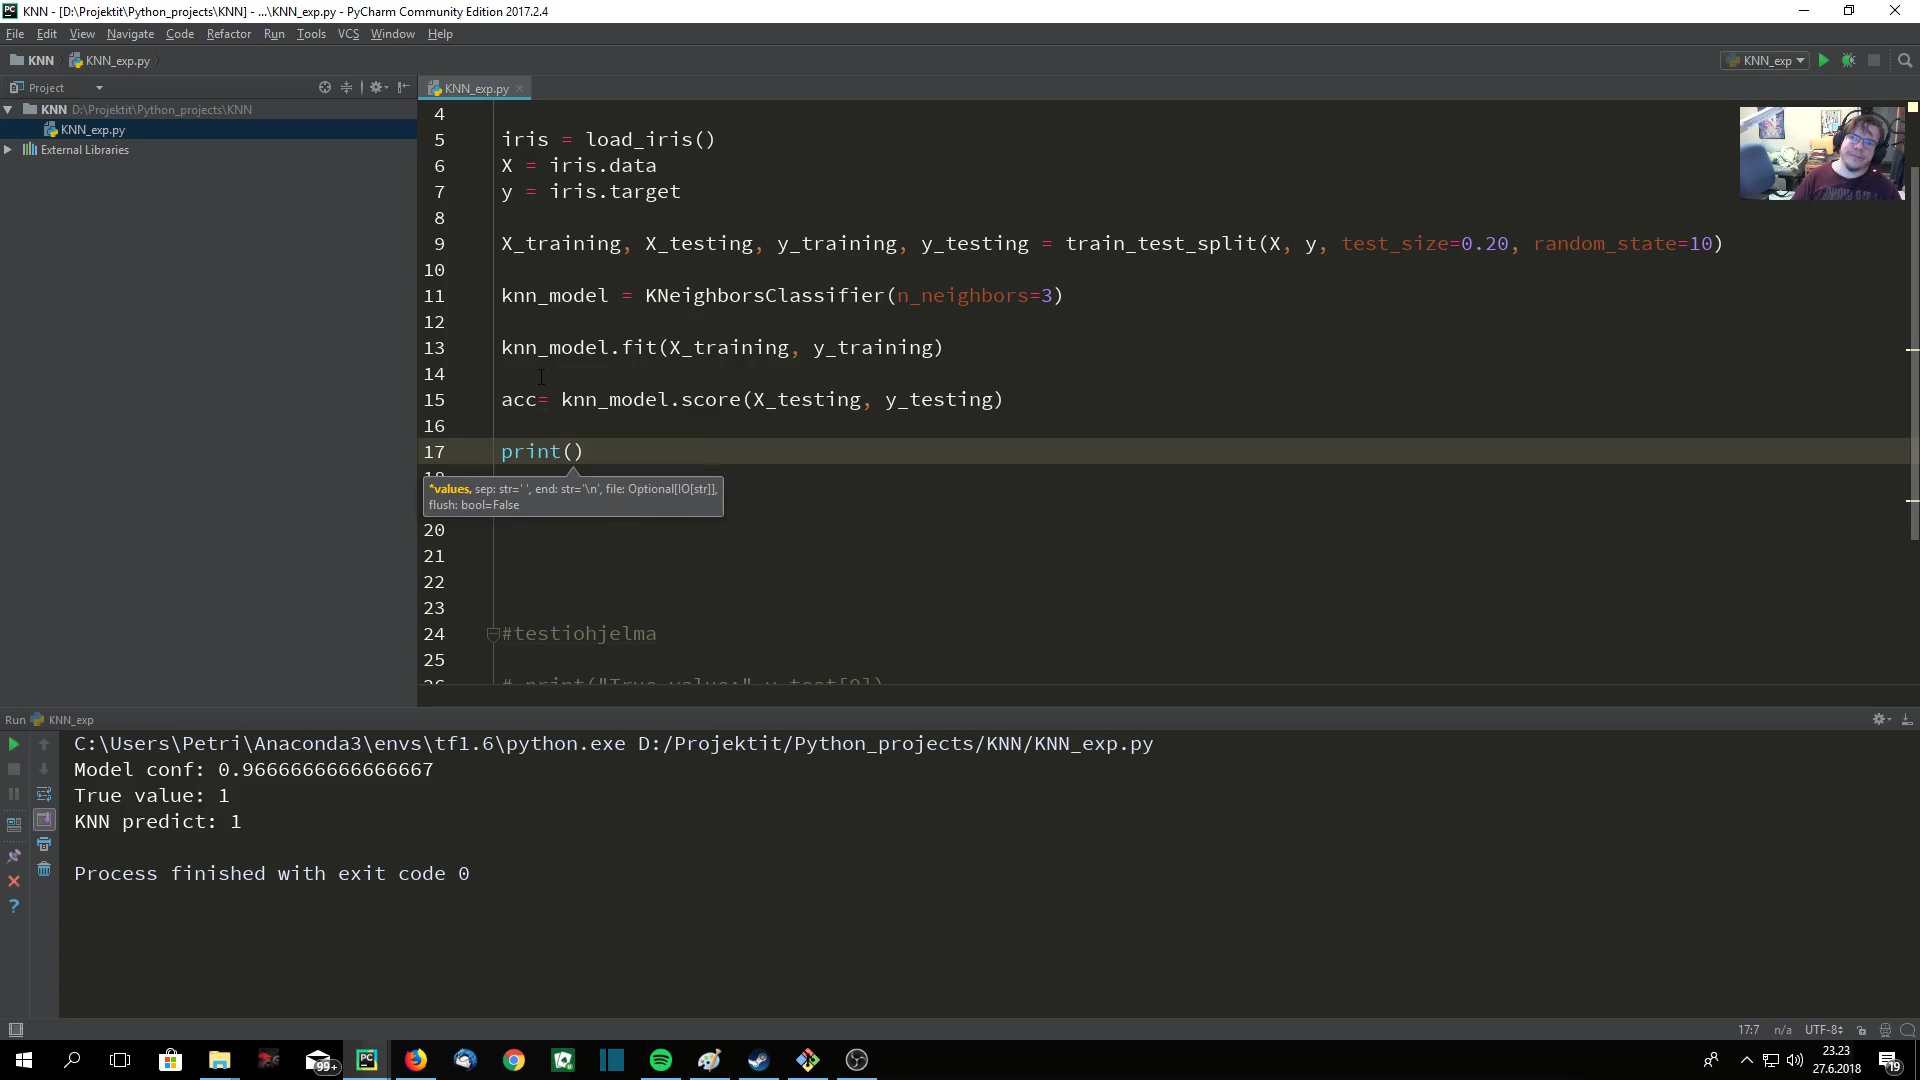 KNN - [D:\Projektit\Python_projects\KNN] - ...\KNN_exp.py - PyCharm Community Edition 2017.2.4
File Edit View Navigate Code Refactor Run Tools VCS Window Help
KNN KNN_exp.py
KNN_exp
Project
KNN_exp.py
KNN D:\Projektit\Python_projects\KNN
KNN_exp.py
External Libraries
4
5 iris = load_iris()
6 X = iris.data
7 y = iris.target
8
9 X_training, X_testing, y_training, y_testing = train_test_split(X, y, test_size=0.20, random_state=10)
10
11 knn_model = KNeighborsClassifier(n_neighbors=3)
12
13 knn_model.fit(X_training, y_training)
14
15 acc= knn_model.score(X_testing, y_testing)
16
17 print()
*values, sep: str=' ', end: str='\n', file: Optional[IO[str]],
flush: bool=False
20
21
22
23
24 #testiohjelma
25
Run KNN_exp
C:\Users\Petri\Anaconda3\envs\tf1.6\python.exe D:/Projektit/Python_projects/KNN/KNN_exp.py
Model conf: 0.9666666666666667
True value: 1
KNN predict: 1
Process finished with exit code 0
17:7 n/a UTF-8
99+
PC
23.23
27.6.2018
19